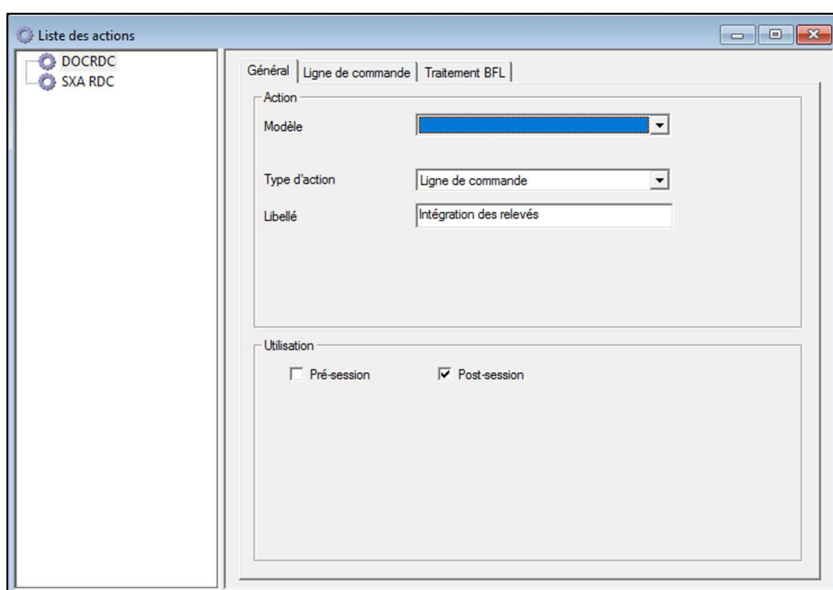 Liste des actions
DOCRDC
SXA RDC
Général Ligne de commande Traitement BFL
Action
Modèle
Type d'action Ligne de commande
Libellé Intégration des relevés
Utilisation
Pré-session Post-session